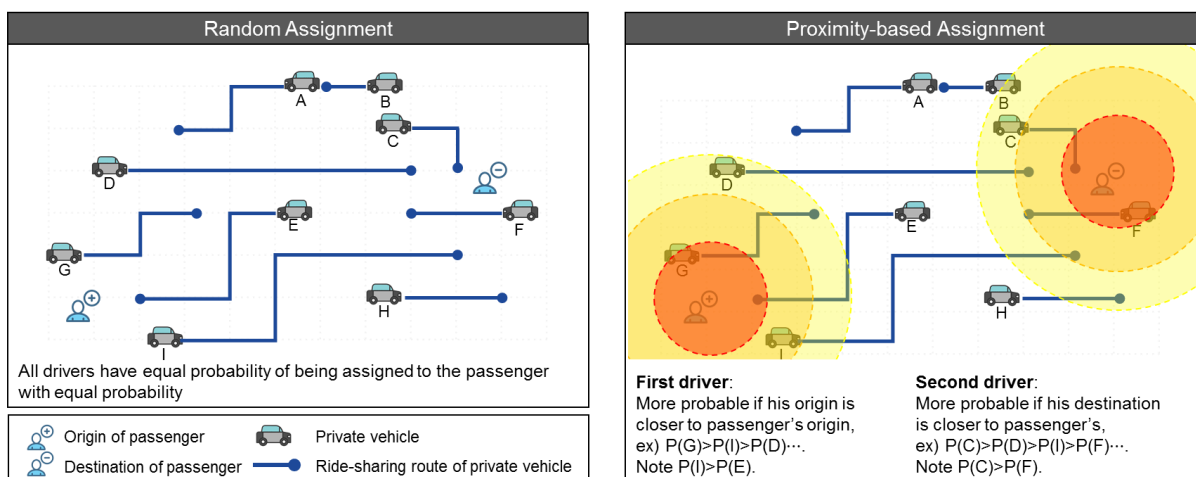 Random Assignment
A
B
C
D
E
F
G
H
I
All drivers have equal probability of being assigned to the passenger
with equal probability
Origin of passenger
Private vehicle
Destination of passenger
Ride-sharing route of private vehicle
Proximity-based Assignment
A
B
C
D
E
F
G
H
I
First driver:
More probable if his origin is
closer to passenger's origin,
ex) P(G)>P(I)>P(D)⋯.
Note P(I)>P(E).
Second driver:
More probable if his destination
is closer to passenger's,
ex) P(C)>P(D)>P(I)>P(F)⋯.
Note P(C)>P(F).